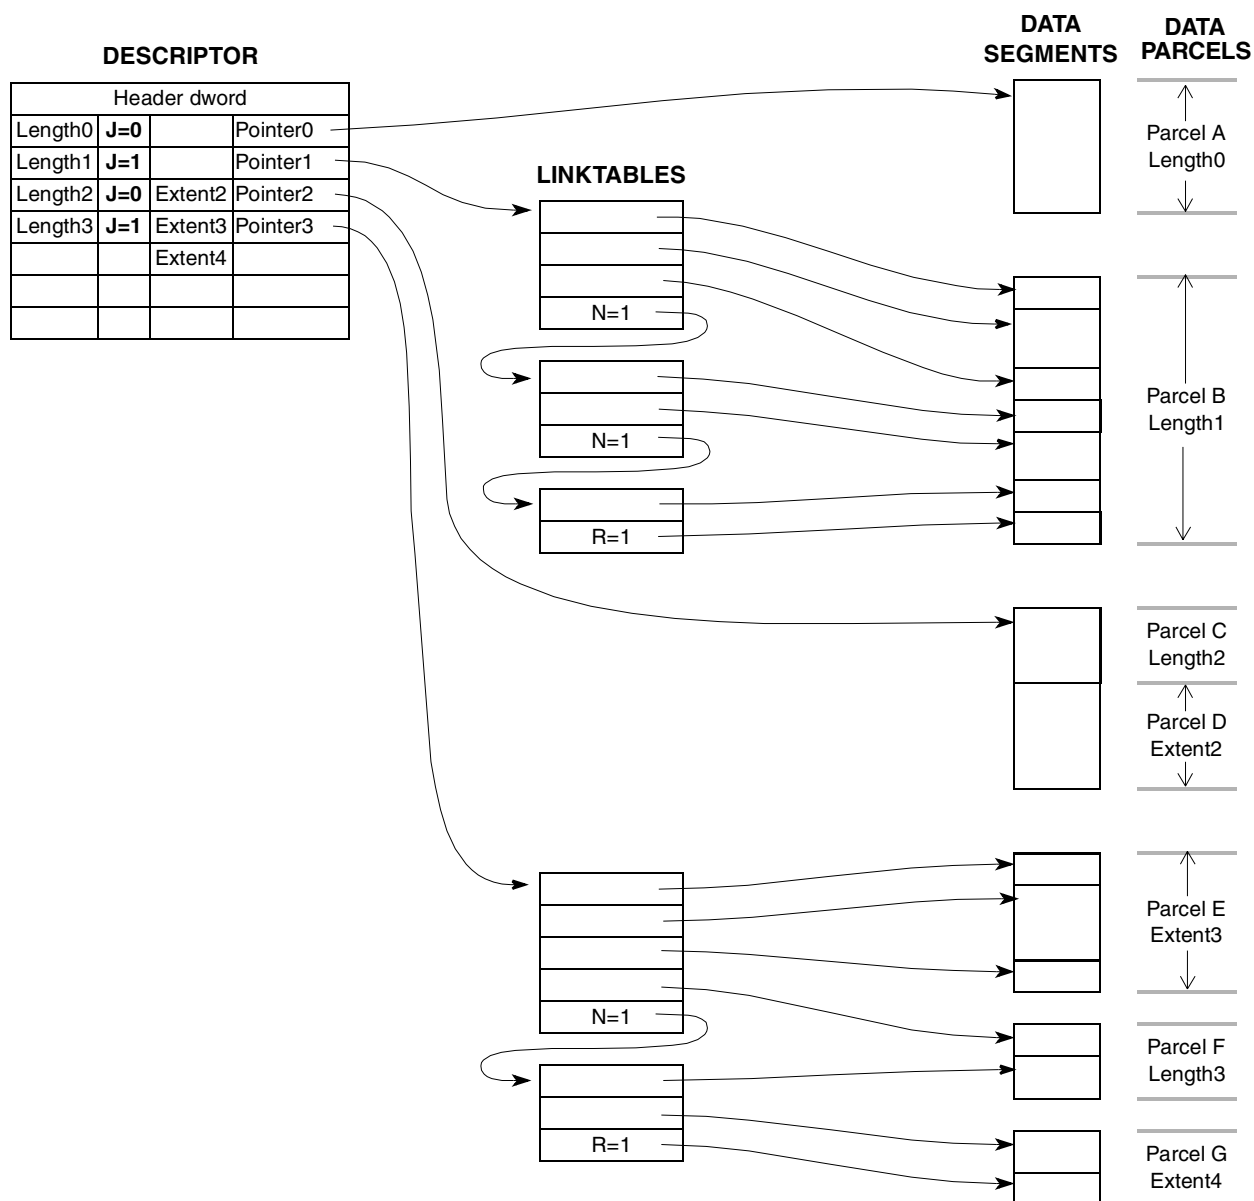 DESCRIPTOR
Header dword
Length0 J=0 Pointer0
Length1 J=1 Pointer1
Length2 J=0 Extent2 Pointer2
Length3 J=1 Extent3 Pointer3
Extent4
LINKTABLES
N=1
N=1
R=1
N=1
R=1
DATA
SEGMENTS
DATA
PARCELS
Parcel A
Length0
Parcel B
Length1
Parcel C
Length2
Parcel D
Extent2
Parcel E
Extent3
Parcel F
Length3
Parcel G
Extent4